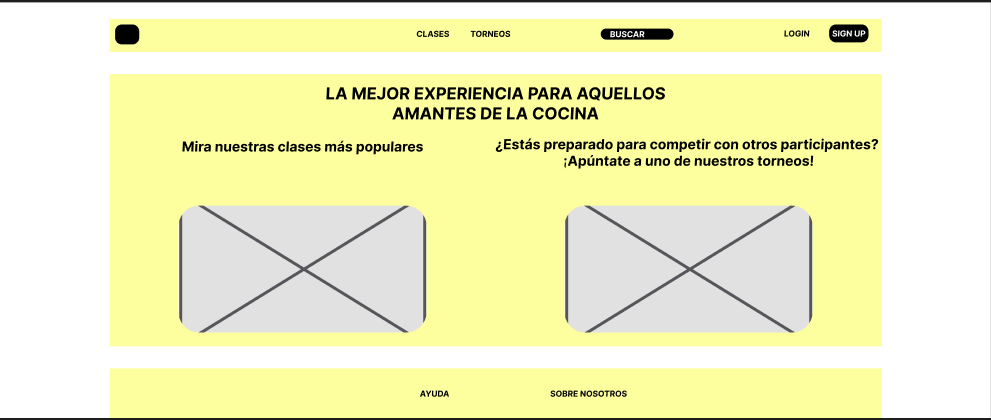 CLASES
TORNEOS
BUSCAR
LOGIN
SIGN UP
LA MEJOR EXPERIENCIA PARA AQUELLOS
AMANTES DE LA COCINA
Mira nuestras clases más populares
¿Estás preparado para competir con otros participantes?
¡Apúntate a uno de nuestros torneos!
AYUDA
SOBRE NOSOTROS